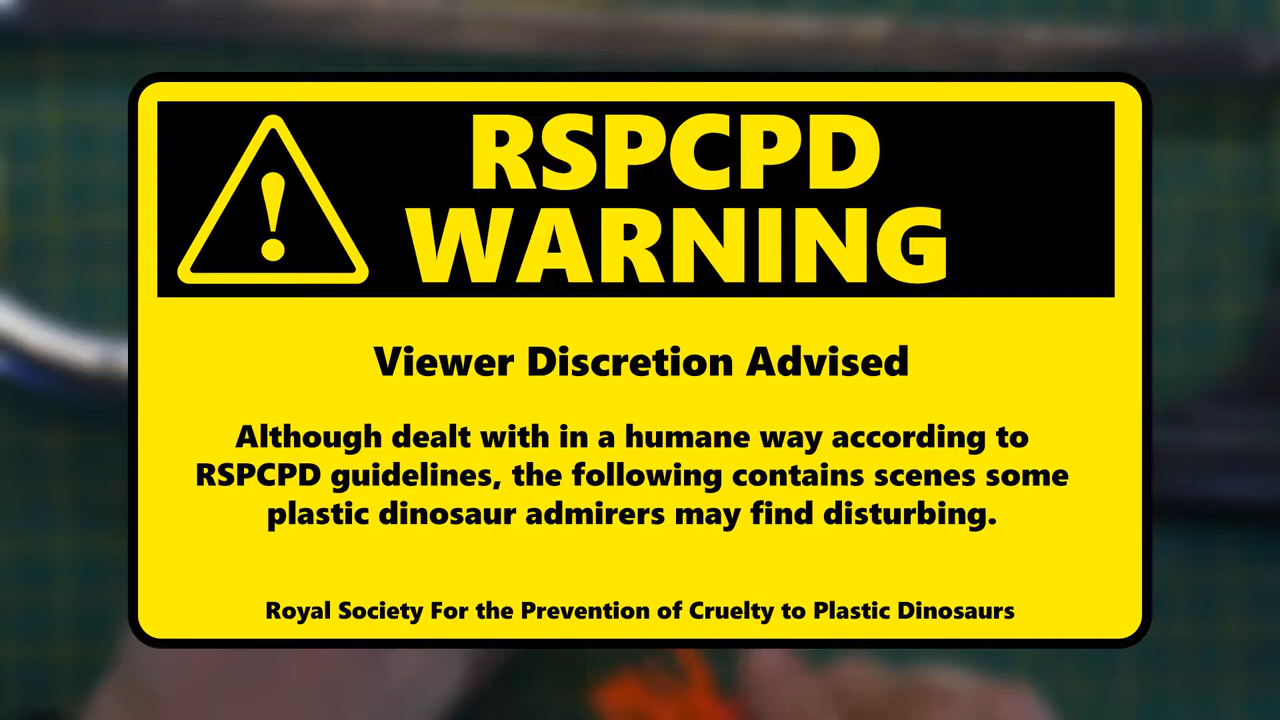 RSPCPD
WARNING
Viewer Discretion Advised
Although dealt with in a humane way according to
RSPCPD guidelines, the following contains scenes some
plastic dinosaur admirers may find disturbing.
Royal Society For the Prevention of Cruelty to Plastic Dinosaurs